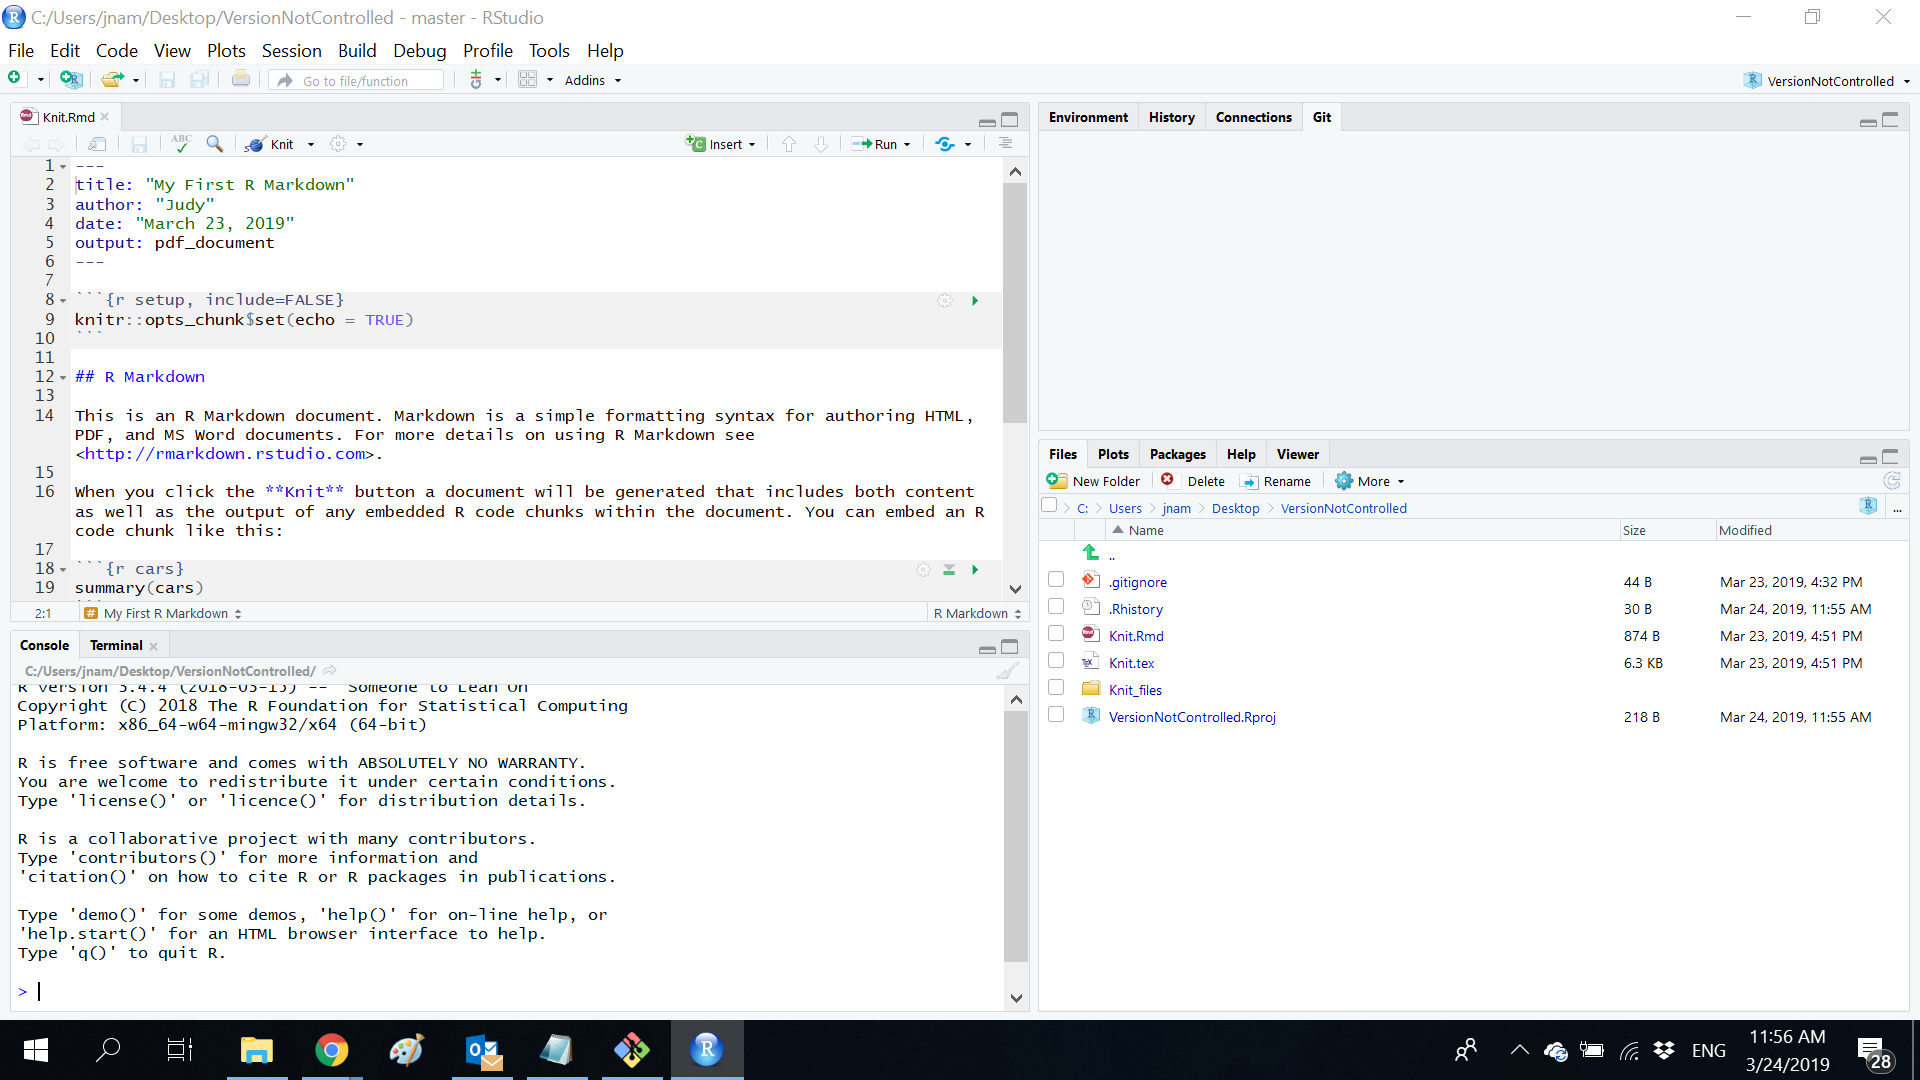 C:/Users/jnam/Desktop/VersionNotControlled - master - RStudio
File Edit Code View Plots Session Build Debug Profile Tools Help
Go to file/function Addins VersionNotControlled
Knit.Rmd
ABC Knit Insert Run
1 ---
2 title: "My First R Markdown"
3 author: "Judy"
4 date: "March 23, 2019"
5 output: pdf_document
6 ---
7
8 ```{r setup, include=FALSE}
9 knitr::opts_chunk$set(echo = TRUE)
10 ```
11
12 ## R Markdown
13
14 This is an R Markdown document. Markdown is a simple formatting syntax for authoring HTML,
PDF, and MS Word documents. For more details on using R Markdown see
<http://rmarkdown.rstudio.com>.
15
16 When you click the **Knit** button a document will be generated that includes both content
as well as the output of any embedded R code chunks within the document. You can embed an R
code chunk like this:
17
18 ```{r cars}
19 summary(cars)
2:1 # My First R Markdown R Markdown
Console Terminal
C:/Users/jnam/Desktop/VersionNotControlled/
R version 3.4.4 (2018-03-15) -- "Someone to Lean On"
Copyright (C) 2018 The R Foundation for Statistical Computing
Platform: x86_64-w64-mingw32/x64 (64-bit)
R is free software and comes with ABSOLUTELY NO WARRANTY.
You are welcome to redistribute it under certain conditions.
Type 'license()' or 'licence()' for distribution details.
R is a collaborative project with many contributors.
Type 'contributors()' for more information and
'citation()' on how to cite R or R packages in publications.
Type 'demo()' for some demos, 'help()' for on-line help, or
'help.start()' for an HTML browser interface to help.
Type 'q()' to quit R.
>
Environment History Connections Git
Files Plots Packages Help Viewer
New Folder Delete Rename More
C: Users jnam Desktop VersionNotControlled ...
Name Size Modified
..
.gitignore 44 B Mar 23, 2019, 4:32 PM
.Rhistory 30 B Mar 24, 2019, 11:55 AM
Knit.Rmd 874 B Mar 23, 2019, 4:51 PM
Knit.tex 6.3 KB Mar 23, 2019, 4:51 PM
Knit_files
VersionNotControlled.Rproj 218 B Mar 24, 2019, 11:55 AM
ENG
11:56 AM
3/24/2019
28